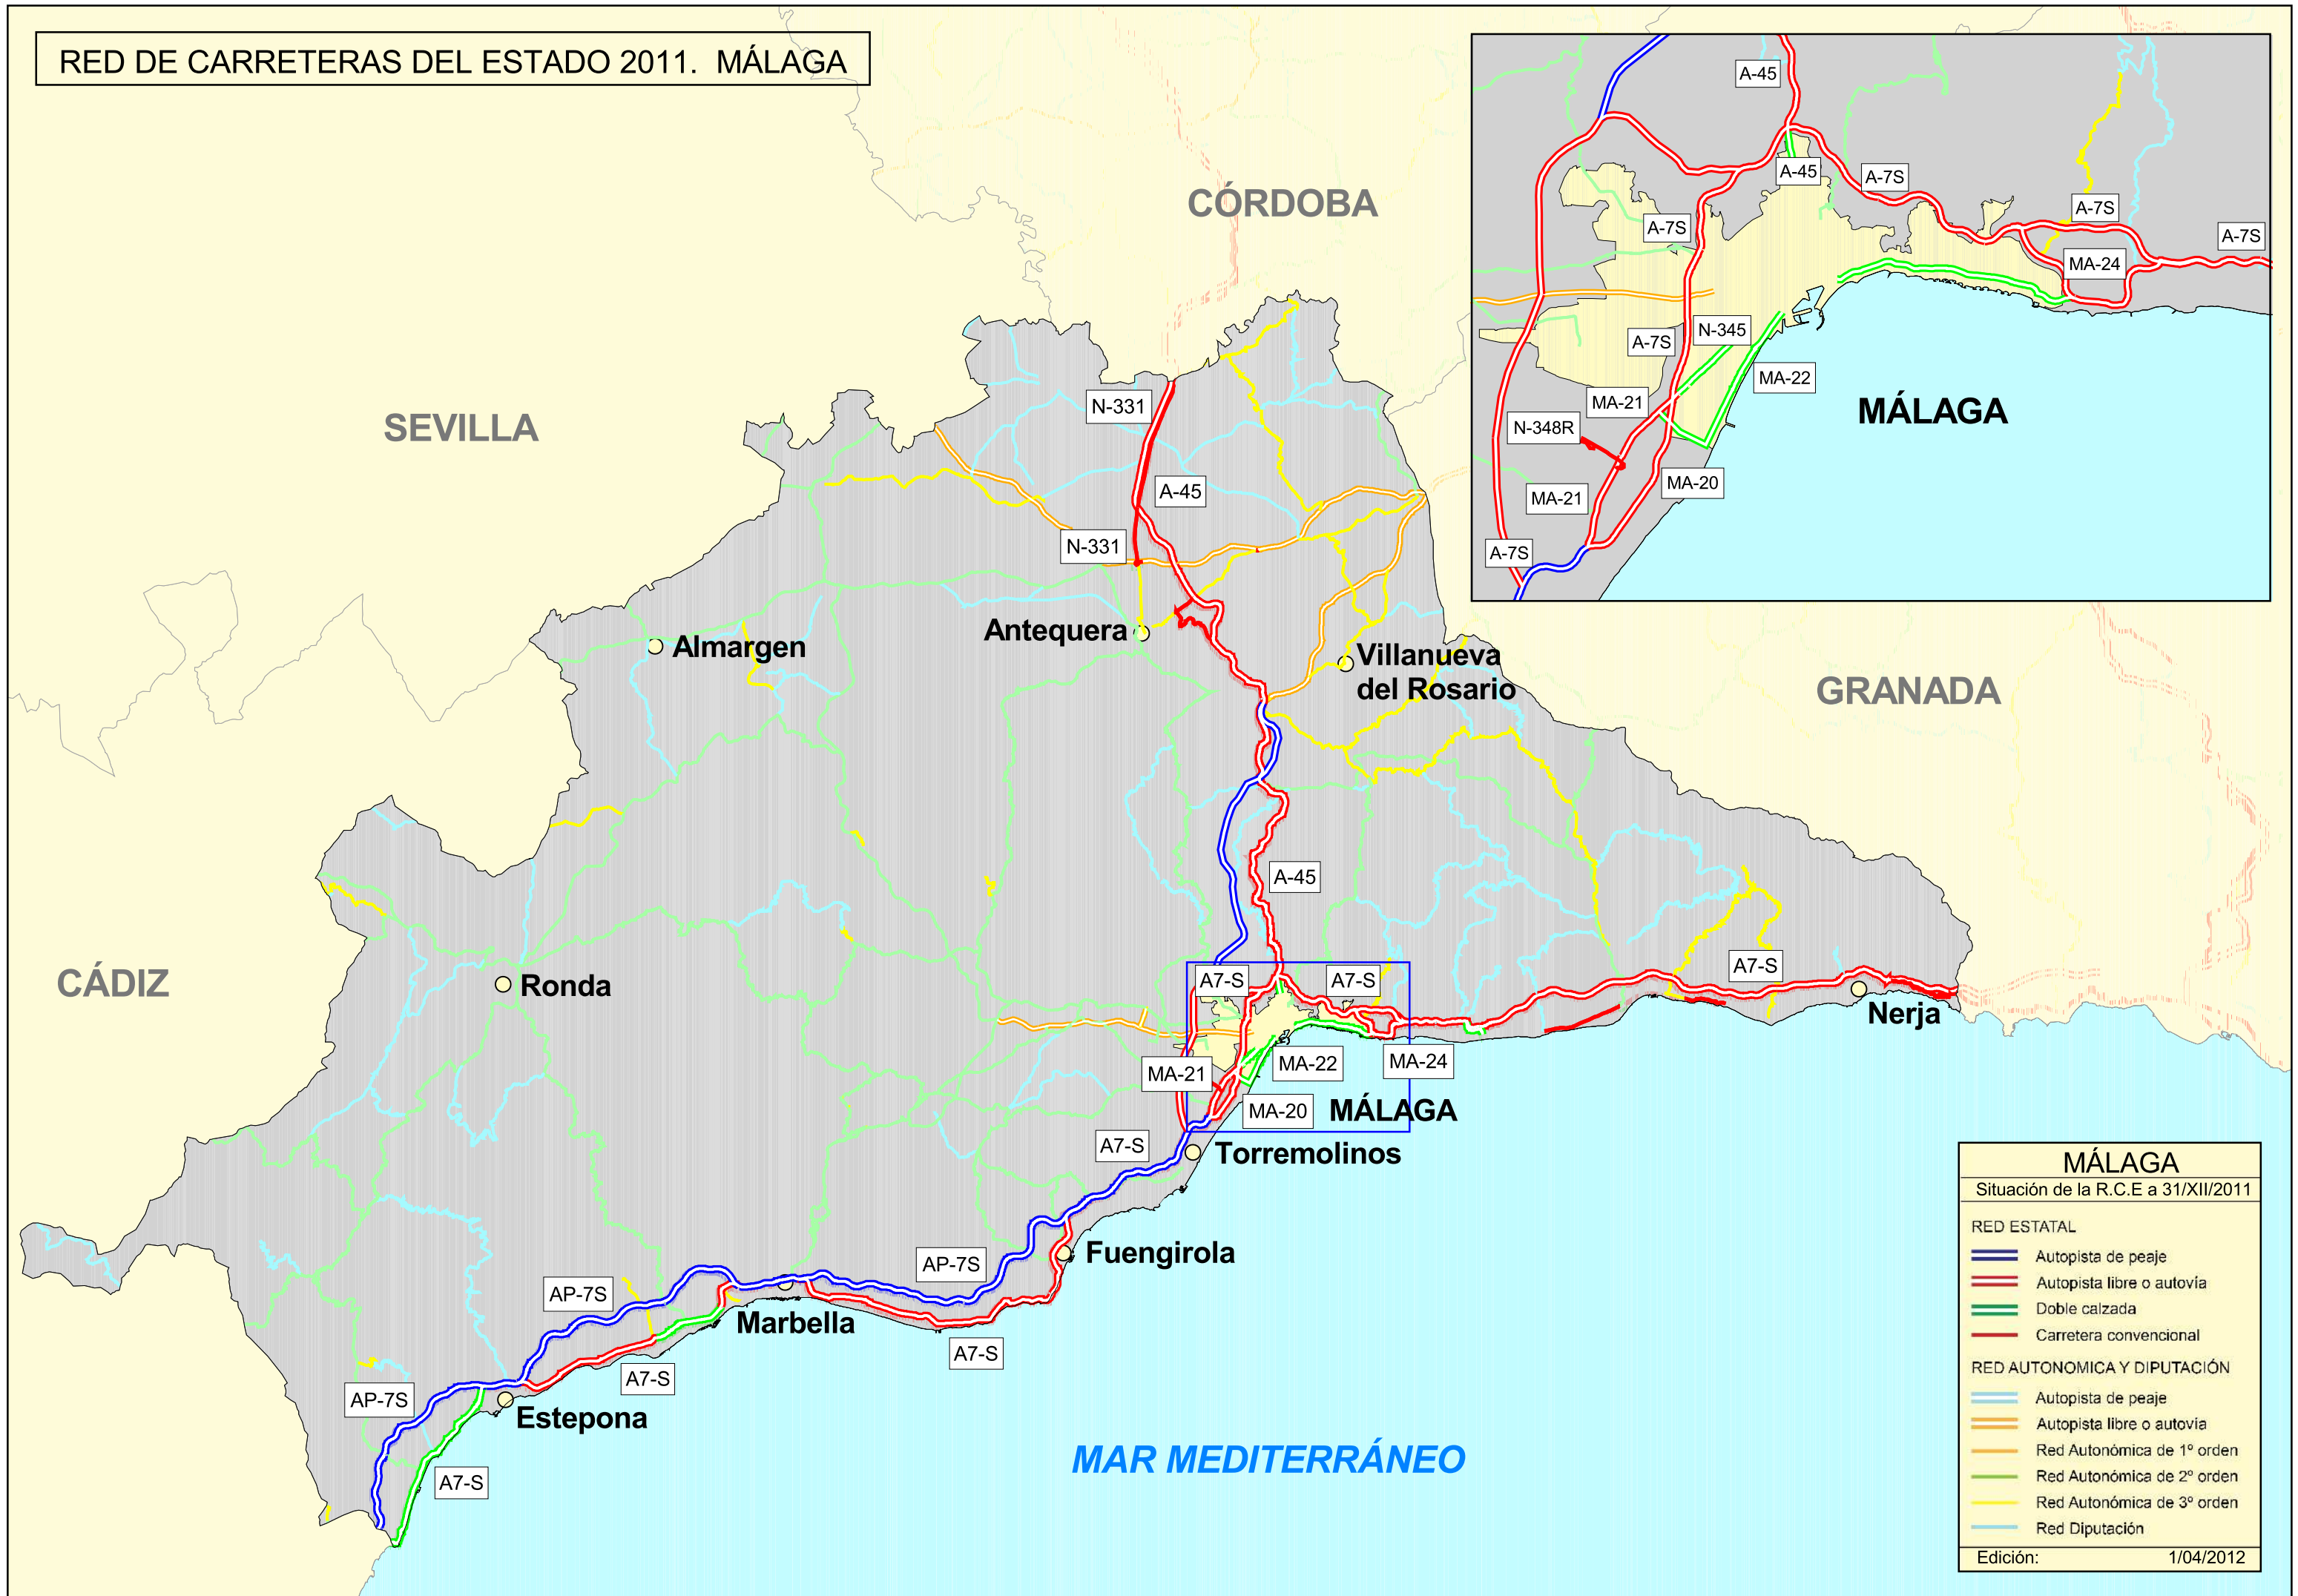 RED DE CARRETERAS DEL ESTADO 2011. MÁLAGA
A-45
A-45
A-7S
A-7S
A-7S
A-7S
MA-24
N-345
A-7S
MA-22
MA-21
MÁLAGA
N-348R
MA-20
MA-21
A-7S
CÓRDOBA
SEVILLA
N-331
A-45
N-331
Antequera
Almargen
Villanueva
del Rosario
GRANADA
A-45
CÁDIZ
Ronda
A7-S
A7-S
A7-S
Nerja
MA-21
MA-22
MA-24
MA-20
MÁLAGA
A7-S
Torremolinos
Fuengirola
AP-7S
AP-7S
Marbella
A7-S
A7-S
AP-7S
Estepona
A7-S
MAR MEDITERRÁNEO
MÁLAGA
Situación de la R.C.E a 31/XII/2011
RED ESTATAL
Autopista de peaje
Autopista libre o autovía
Doble calzada
Carretera convencional
RED AUTONOMICA Y DIPUTACIÓN
Autopista de peaje
Autopista libre o autovía
Red Autonómica de 1º orden
Red Autonómica de 2º orden
Red Autonómica de 3º orden
Red Diputación
Edición: 1/04/2012